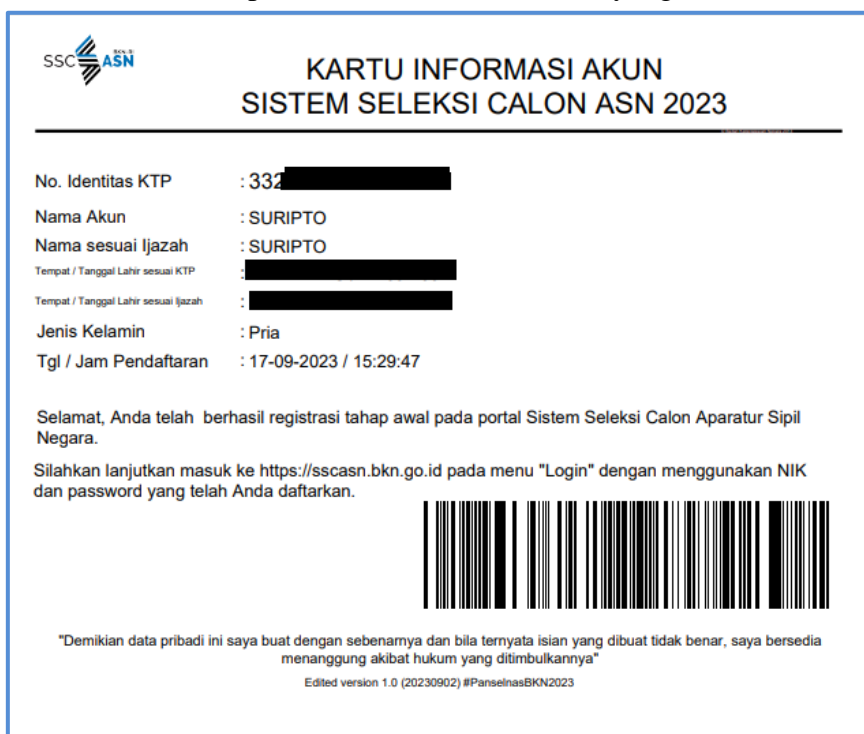 SSC ASN
BKN-RI
KARTU INFORMASI AKUN
SISTEM SELEKSI CALON ASN 2023
No. Identitas KTP : 332
Nama Akun : SURIPTO
Nama sesuai Ijazah : SURIPTO
Tempat / Tanggal Lahir sesuai KTP :
Tempat / Tanggal Lahir sesuai Ijazah :
Jenis Kelamin : Pria
Tgl / Jam Pendaftaran : 17-09-2023 / 15:29:47
Selamat, Anda telah berhasil registrasi tahap awal pada portal Sistem Seleksi Calon Aparatur Sipil
Negara.
Silahkan lanjutkan masuk ke https://sscasn.bkn.go.id pada menu "Login" dengan menggunakan NIK
dan password yang telah Anda daftarkan.
"Demikian data pribadi ini saya buat dengan sebenarnya dan bila ternyata isian yang dibuat tidak benar, saya bersedia
menanggung akibat hukum yang ditimbulkannya"
Edited version 1.0 (20230902) #PanselnasBKN2023